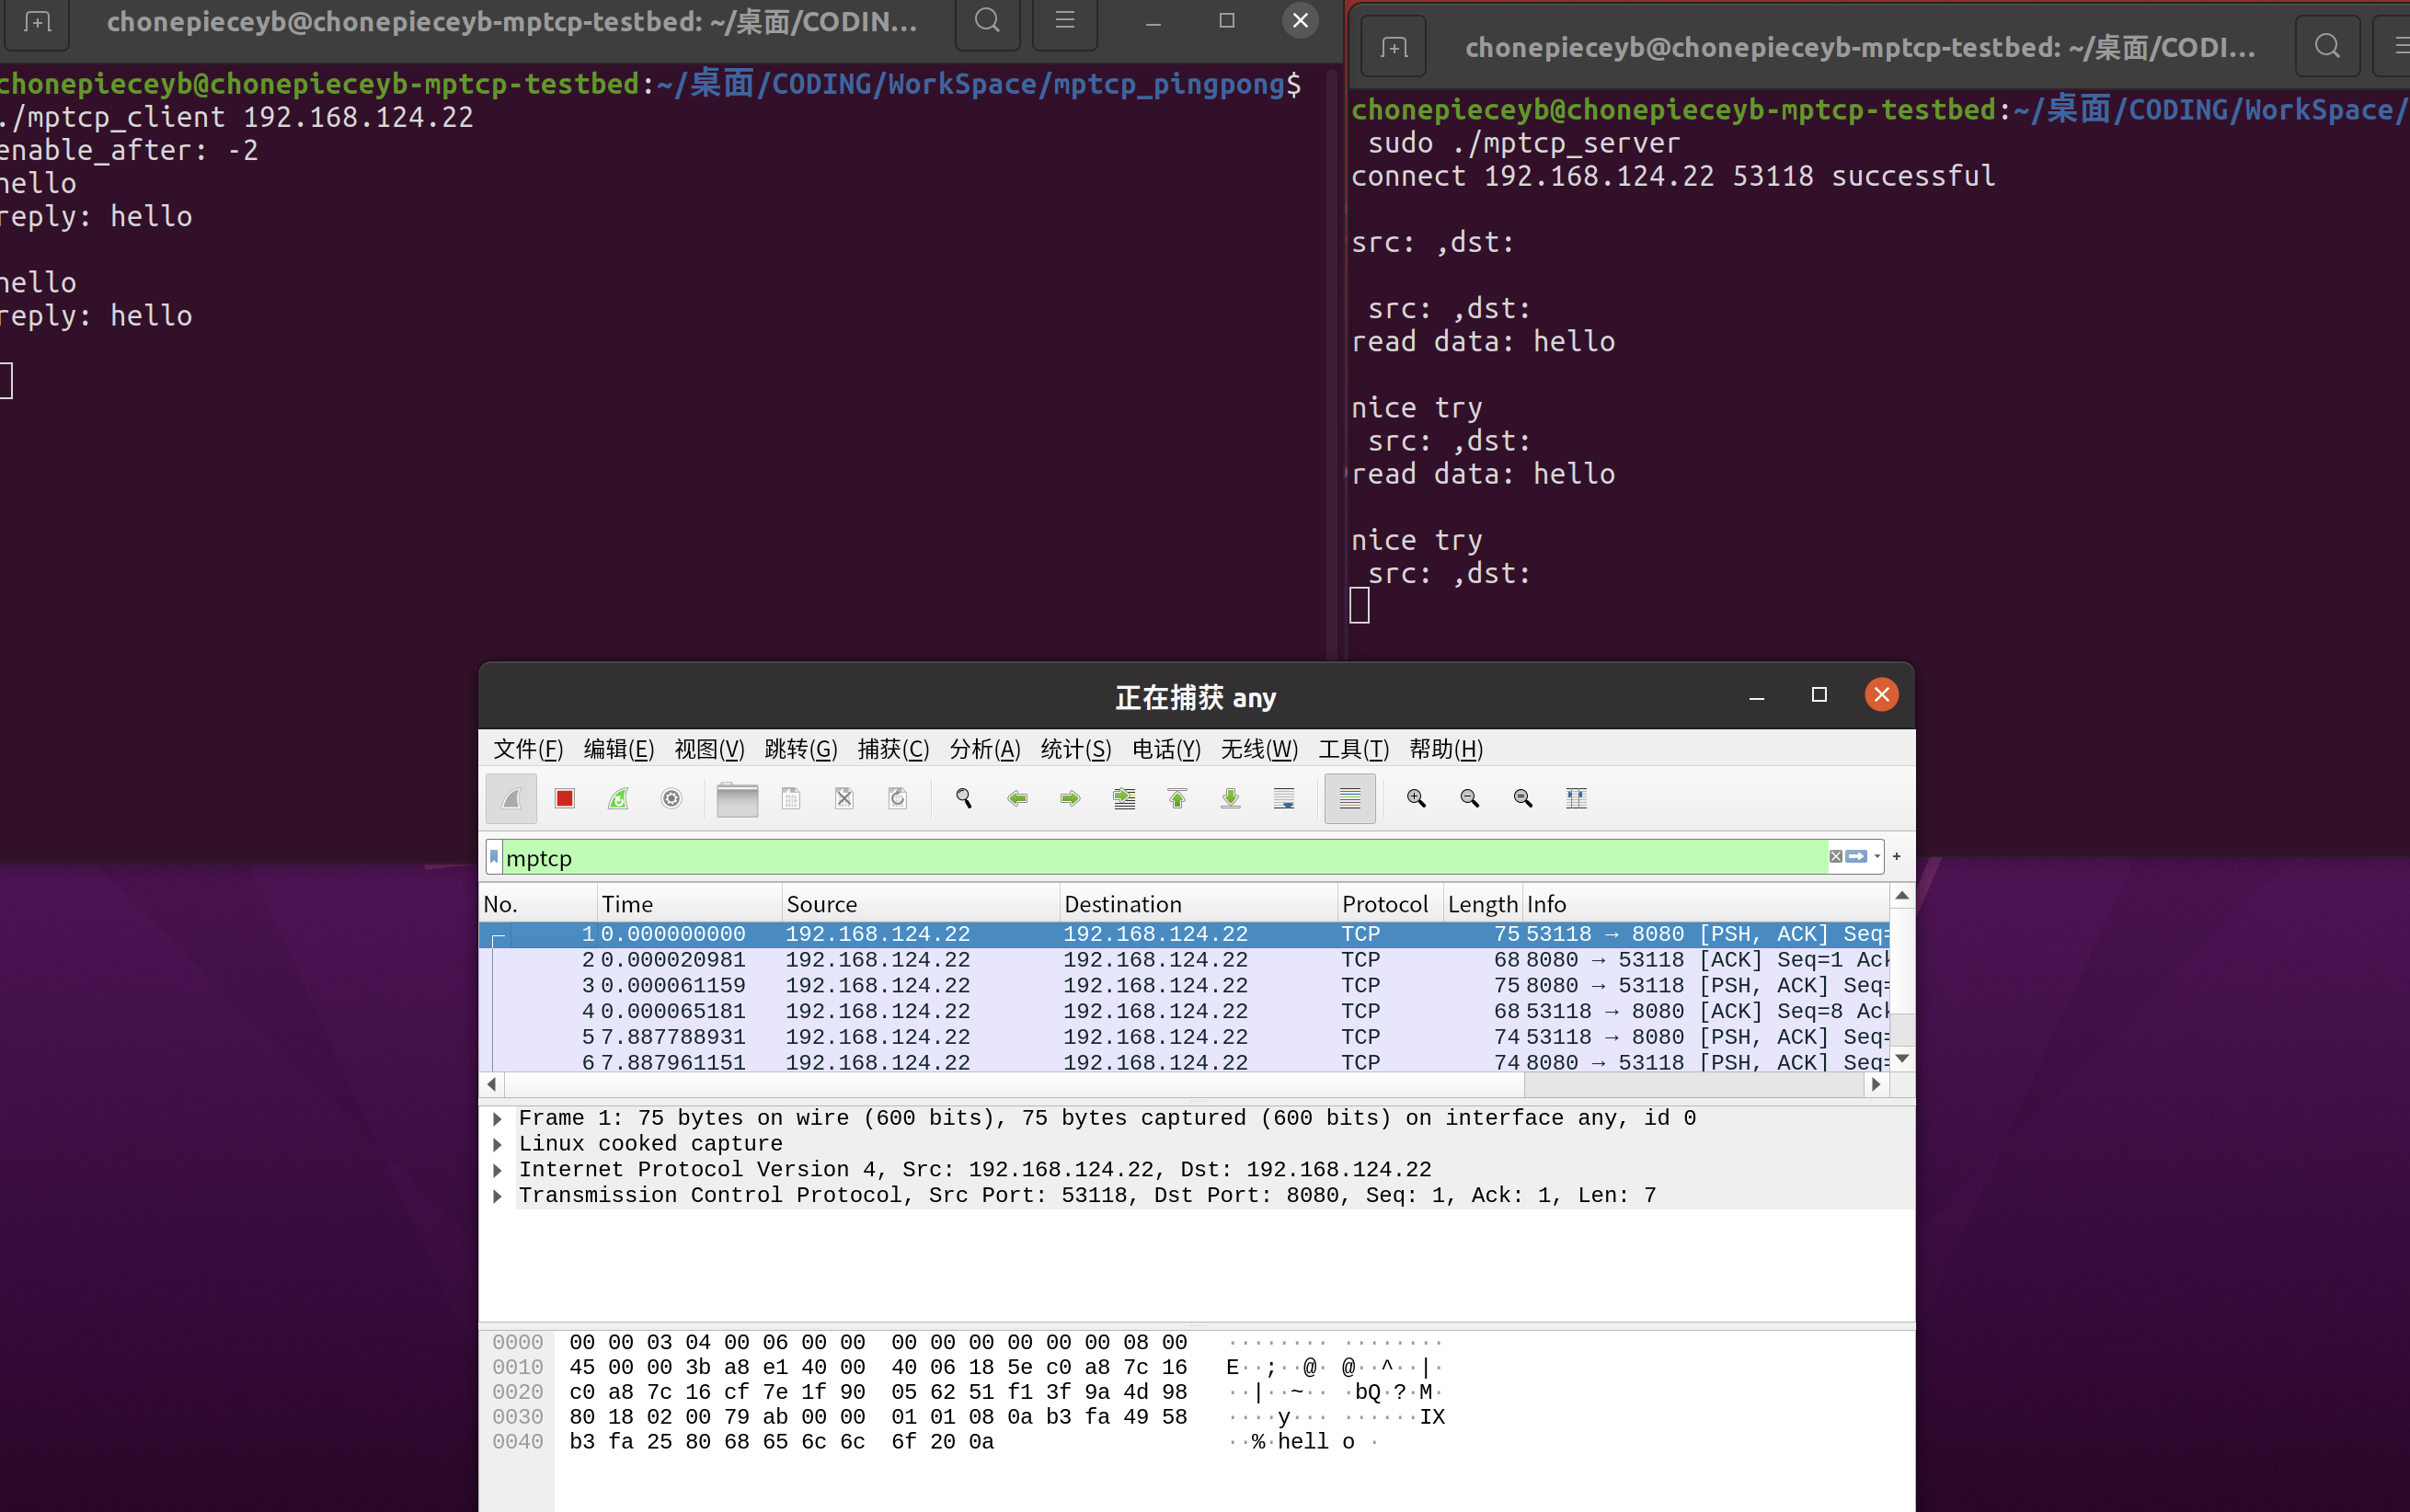 chonepieceyb@chonepieceyb-mptcp-testbed: ~/桌面/CODIN...
chonepieceyb@chonepieceyb-mptcp-testbed:~/桌面/CODING/WorkSpace/mptcp_pingpong$
./mptcp_client 192.168.124.22
enable_after: -2
hello
reply: hello
hello
reply: hello
chonepieceyb@chonepieceyb-mptcp-testbed: ~/桌面/CODI...
chonepieceyb@chonepieceyb-mptcp-testbed:~/桌面/CODING/WorkSpace/
sudo ./mptcp_server
connect 192.168.124.22 53118 successful
src: ,dst:
src: ,dst:
read data: hello
nice try
src: ,dst:
read data: hello
nice try
src: ,dst:
正在捕获 any
文件(F) 编辑(E) 视图(V) 跳转(G) 捕获(C) 分析(A) 统计(S) 电话(Y) 无线(W) 工具(T) 帮助(H)
mptcp
No. Time Source Destination Protocol Length Info
1 0.000000000 192.168.124.22 192.168.124.22 TCP 75 53118 → 8080 [PSH, ACK] Seq=
2 0.000020981 192.168.124.22 192.168.124.22 TCP 68 8080 → 53118 [ACK] Seq=1 Ack
3 0.000061159 192.168.124.22 192.168.124.22 TCP 75 8080 → 53118 [PSH, ACK] Seq=
4 0.000065181 192.168.124.22 192.168.124.22 TCP 68 53118 → 8080 [ACK] Seq=8 Ack
5 7.887788931 192.168.124.22 192.168.124.22 TCP 74 53118 → 8080 [PSH, ACK] Seq=
6 7.887961151 192.168.124.22 192.168.124.22 TCP 74 8080 → 53118 [PSH, ACK] Seq=
Frame 1: 75 bytes on wire (600 bits), 75 bytes captured (600 bits) on interface any, id 0
Linux cooked capture
Internet Protocol Version 4, Src: 192.168.124.22, Dst: 192.168.124.22
Transmission Control Protocol, Src Port: 53118, Dst Port: 8080, Seq: 1, Ack: 1, Len: 7
0000 00 00 03 04 00 06 00 00 00 00 00 00 00 00 08 00 ········ ········
0010 45 00 00 3b a8 e1 40 00 40 06 18 5e c0 a8 7c 16 E··;··@· @··^··|·
0020 c0 a8 7c 16 cf 7e 1f 90 05 62 51 f1 3f 9a 4d 98 ··|··~·· ·bQ·?·M·
0030 80 18 02 00 79 ab 00 00 01 01 08 0a b3 fa 49 58 ····y··· ······IX
0040 b3 fa 25 80 68 65 6c 6c 6f 20 0a ··%·hell o ·